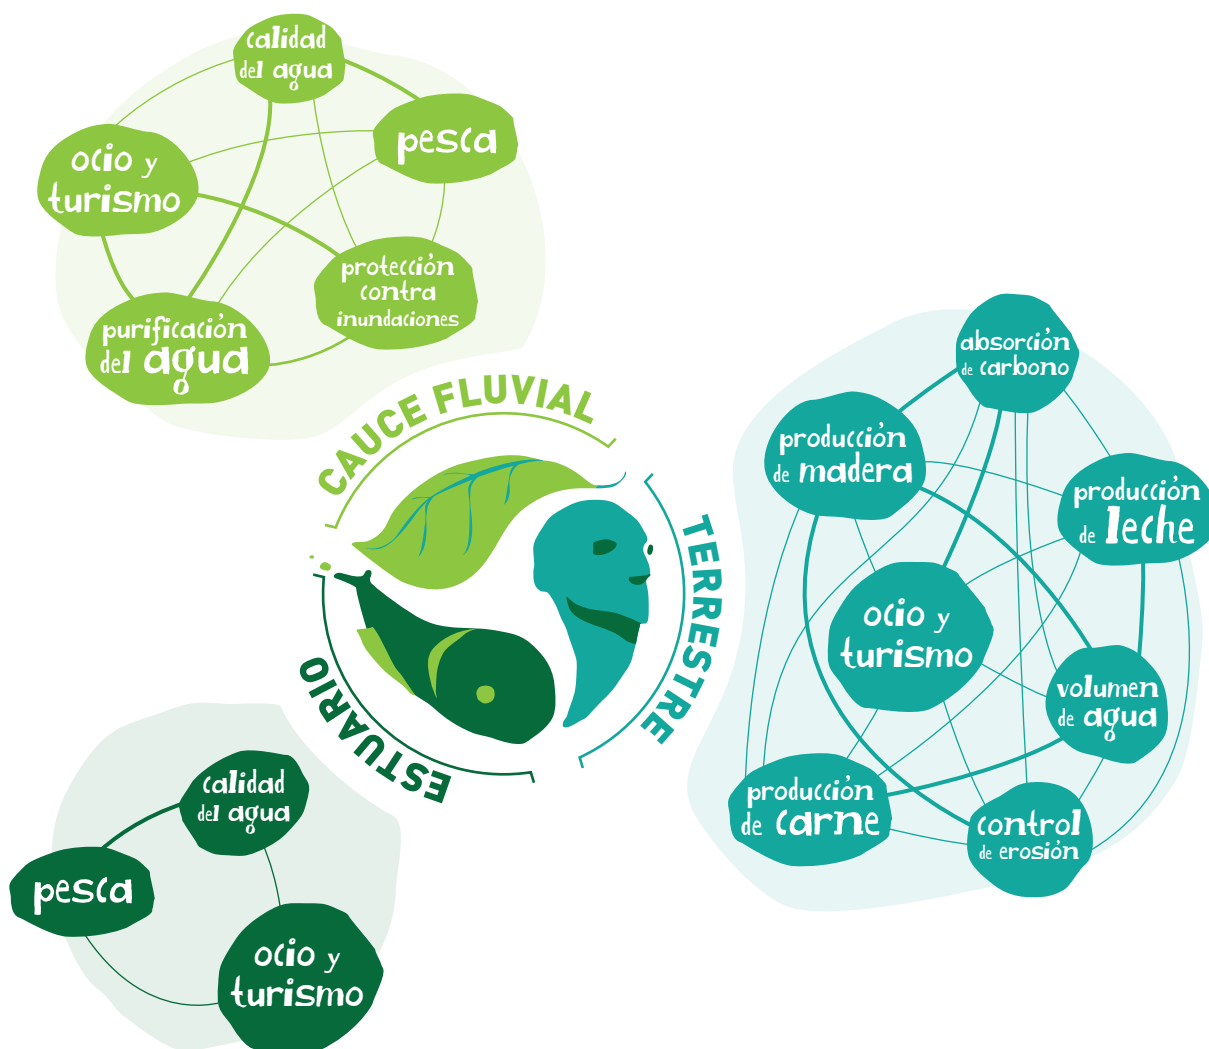 calidad
del agua
pesca
ocio y
turismo
protección
contra
inundaciones
purificación
del agua
CAUCE FLUVIAL
TERRESTRE
ESTUARIO
absorción
de carbono
producción
de madera
producción
de leche
ocio y
turismo
volumen
de agua
producción
de carne
control
de erosión
calidad
del agua
pesca
ocio y
turismo